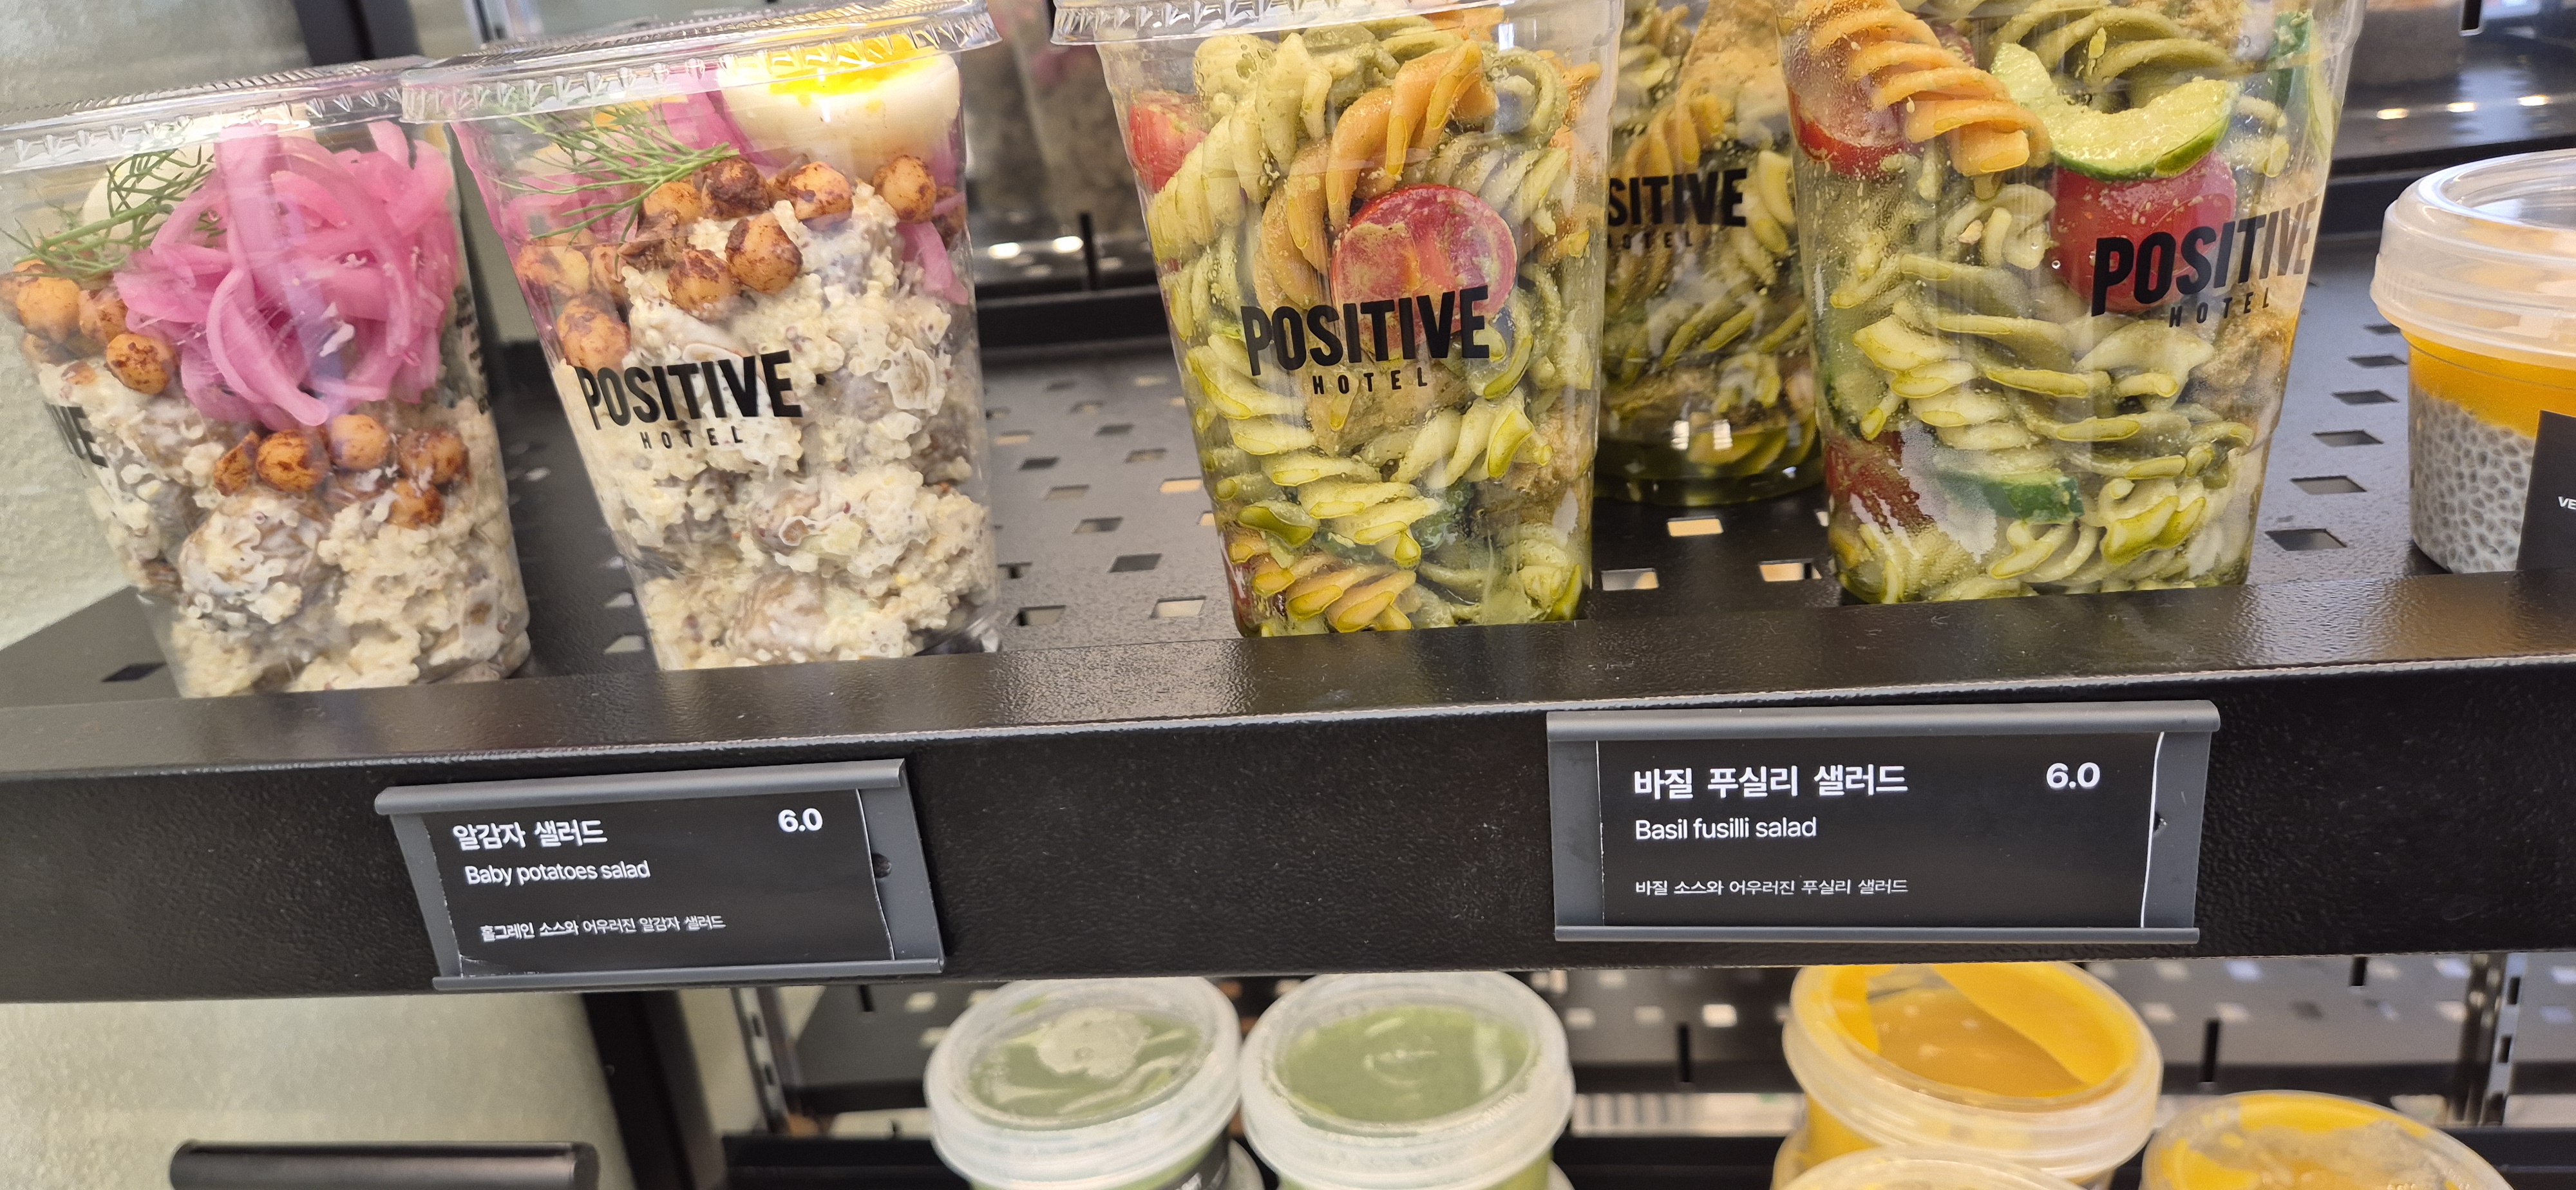 POSITIVE
HOTEL
POSITIVE
HOTEL
SITIVE
HOTEL
POSITIVE
HOTEL
알감자 샐러드 6.0
Baby potatoes salad
홀그레인 소스와 어우러진 알감자 샐러드
바질 푸실리 샐러드 6.0
Basil fusilli salad
바질 소스와 어우러진 푸실리 샐러드